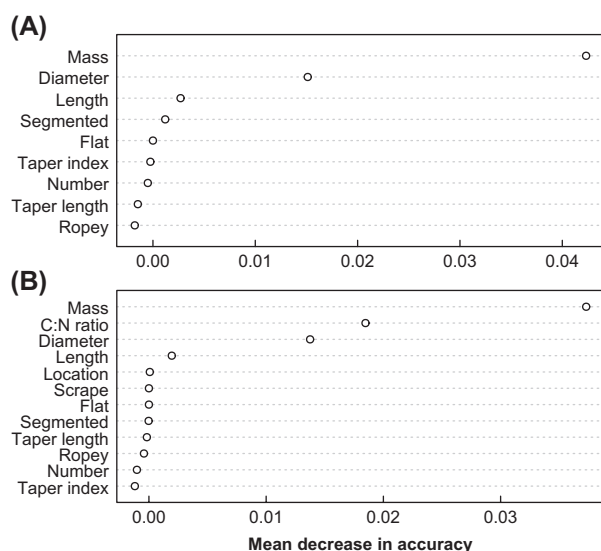 (A)
Mass
Diameter
Length
Segmented
Flat
Taper index
Number
Taper length
Ropey
0.00 0.01 0.02 0.03 0.04
(B)
Mass
C:N ratio
Diameter
Length
Location
Scrape
Flat
Segmented
Taper length
Ropey
Number
Taper index
0.00 0.01 0.02 0.03
Mean decrease in accuracy